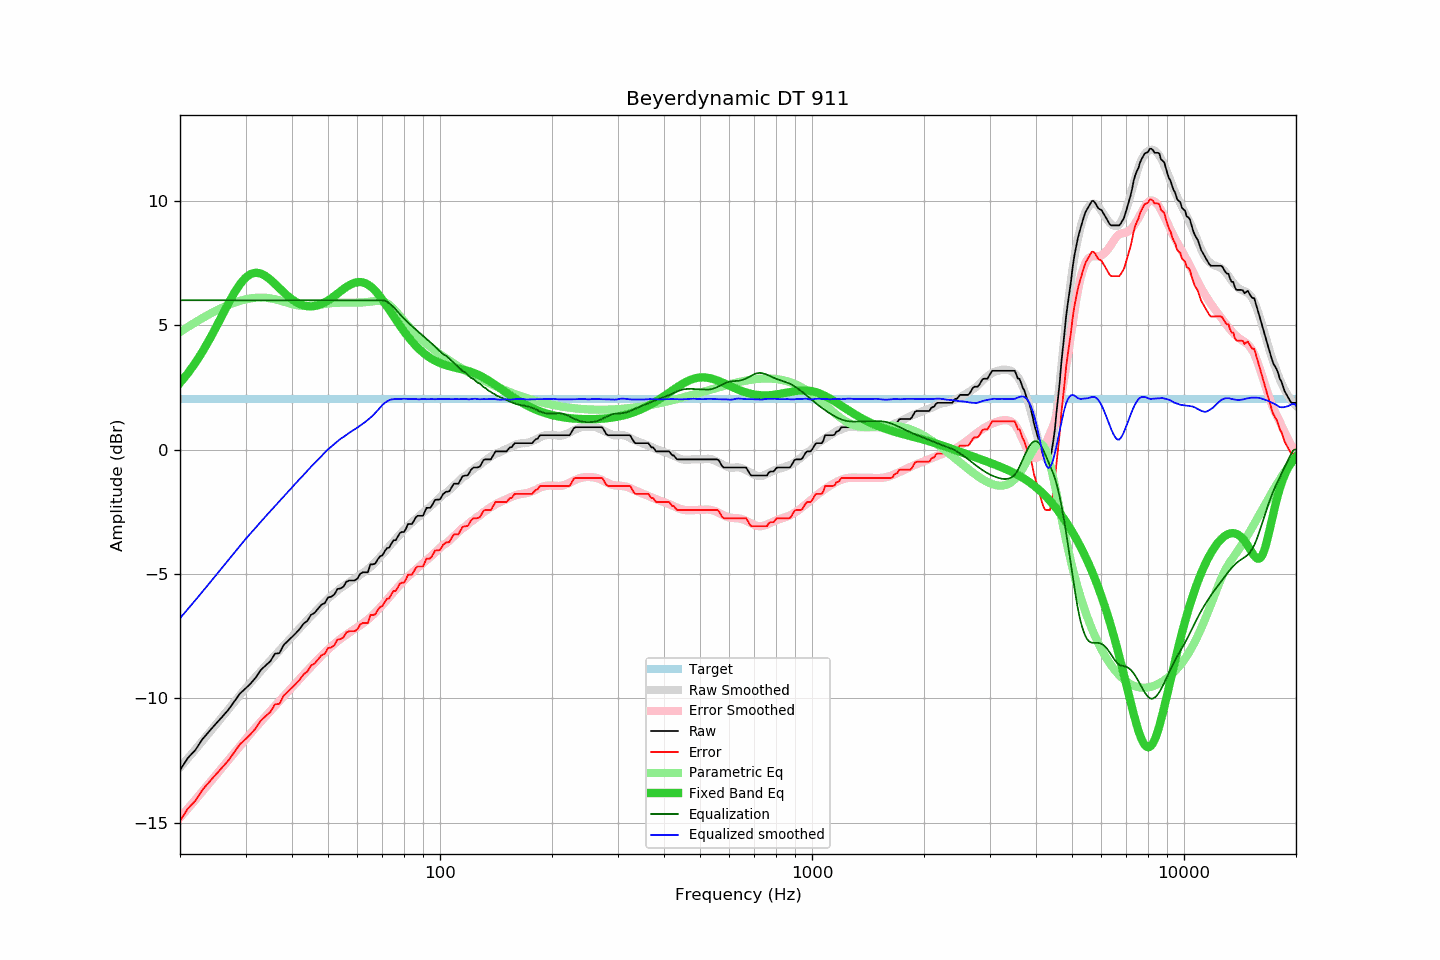 Beyerdynamic DT 911
Amplitude (dBr)
10
5
0
−5
−10
−15
Target
Raw Smoothed
Error Smoothed
Raw
Error
Parametric Eq
Fixed Band Eq
Equalization
Equalized smoothed
100
1000
10000
Frequency (Hz)